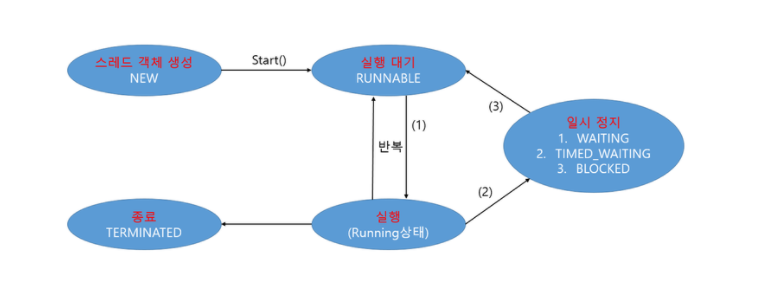 스레드 객체 생성
NEW
Start()
실행 대기
RUNNABLE
(1)
반복
(3)
일시 정지
1. WAITING
2. TIMED_WAITING
3. BLOCKED
(2)
종료
TERMINATED
실행
(Running상태)